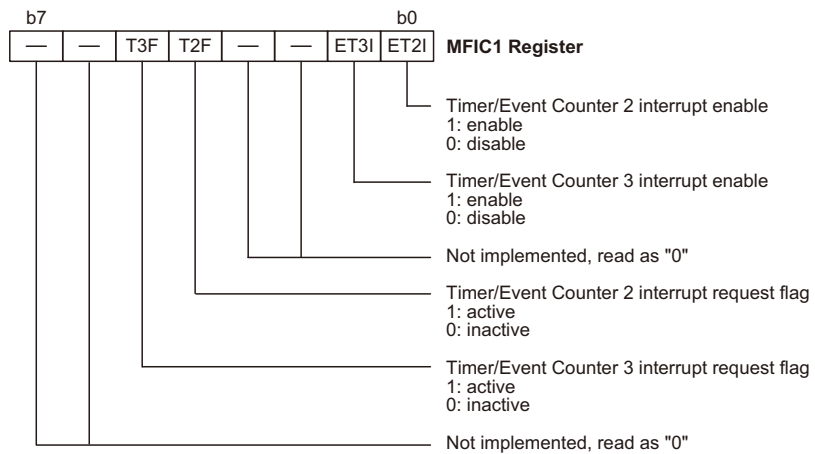 b7 b0
— — T3F T2F — — ET3I ET2I MFIC1 Register
Timer/Event Counter 2 interrupt enable
1: enable
0: disable
Timer/Event Counter 3 interrupt enable
1: enable
0: disable
Not implemented, read as "0"
Timer/Event Counter 2 interrupt request flag
1: active
0: inactive
Timer/Event Counter 3 interrupt request flag
1: active
0: inactive
Not implemented, read as "0"